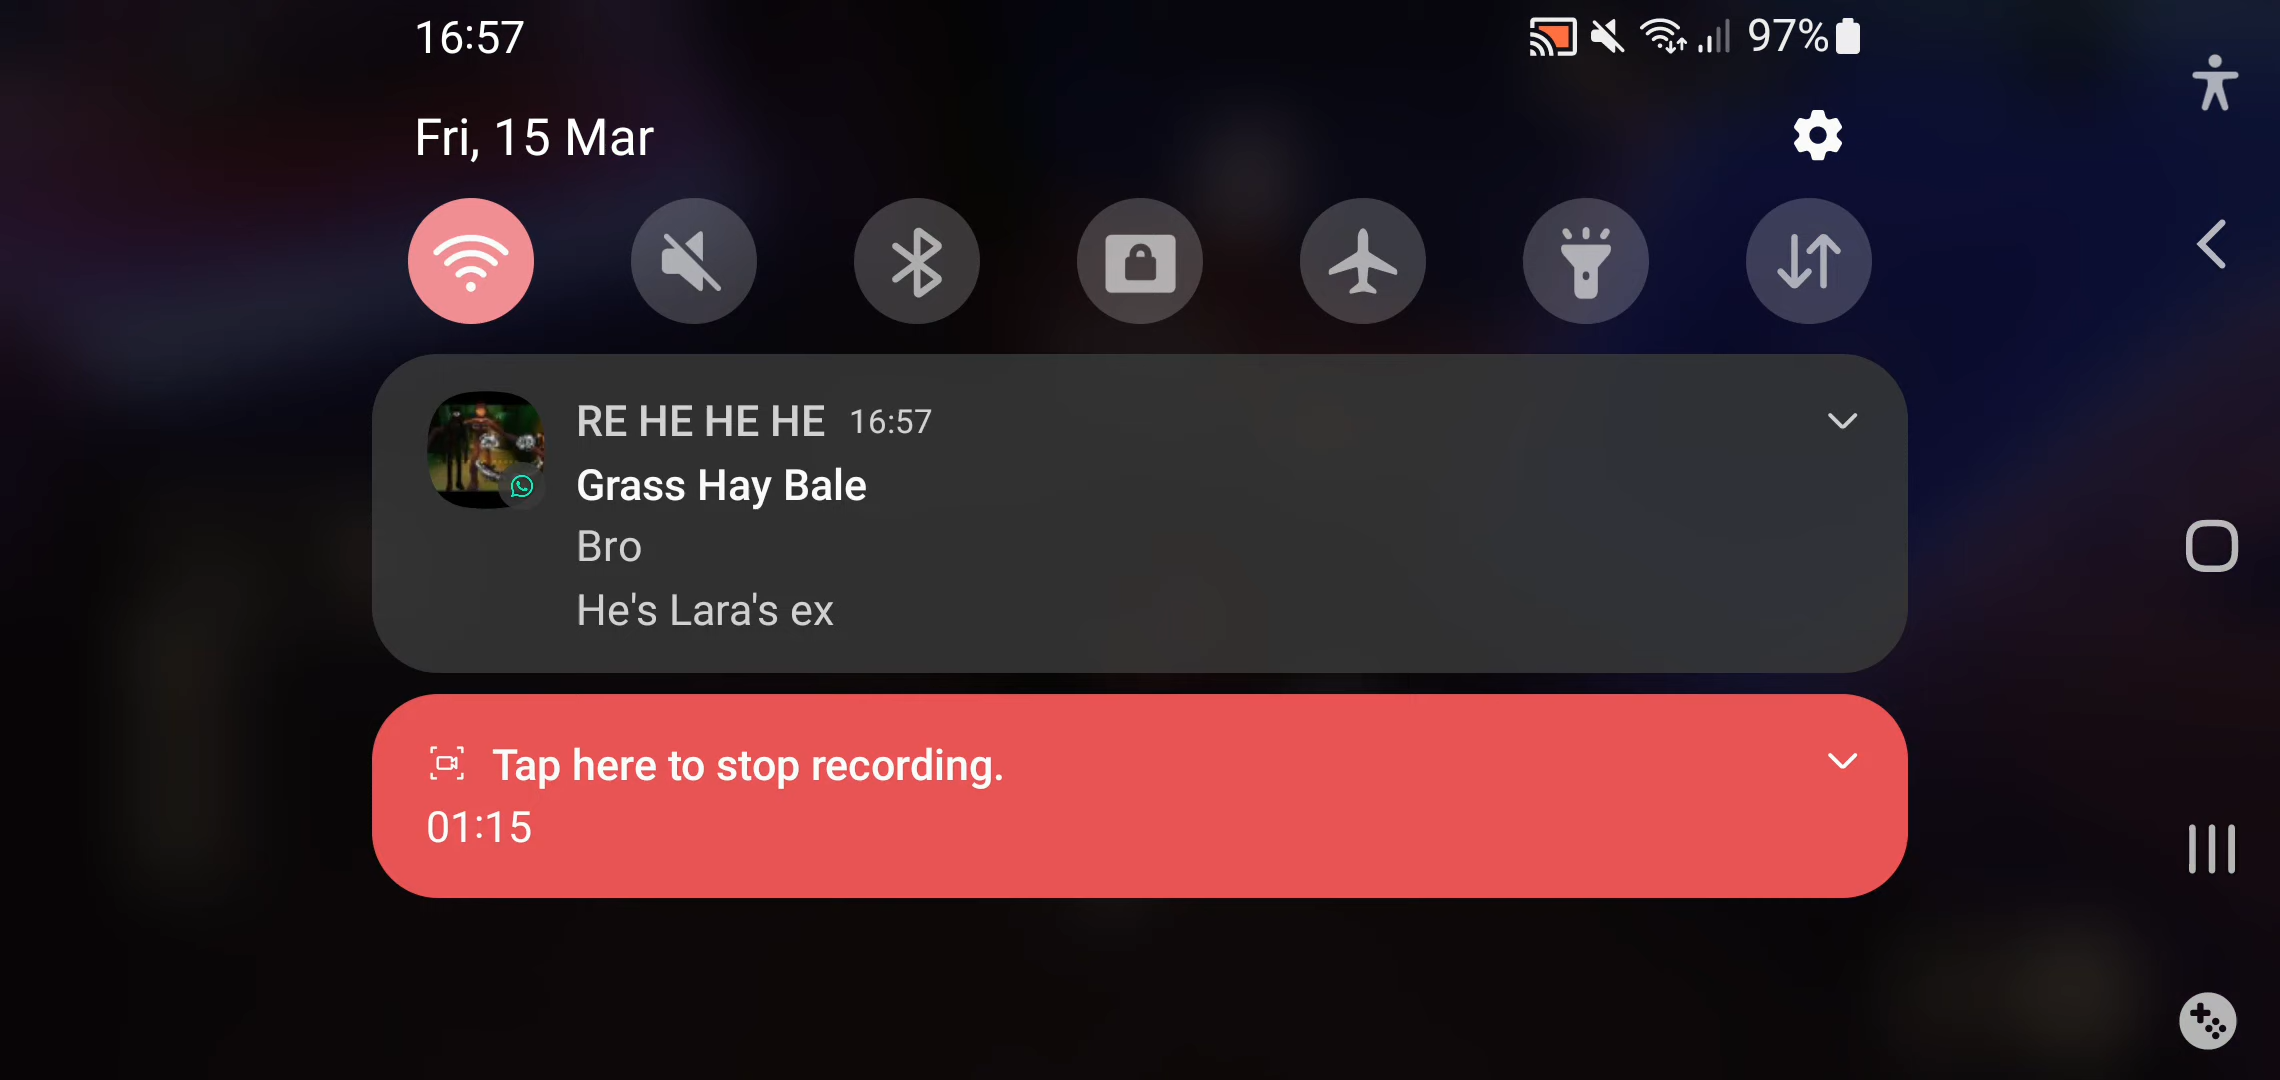 16:57
97%
Fri, 15 Mar
RE HE HE HE 16:57
Grass Hay Bale
Bro
He's Lara's ex
Tap here to stop recording.
01:15